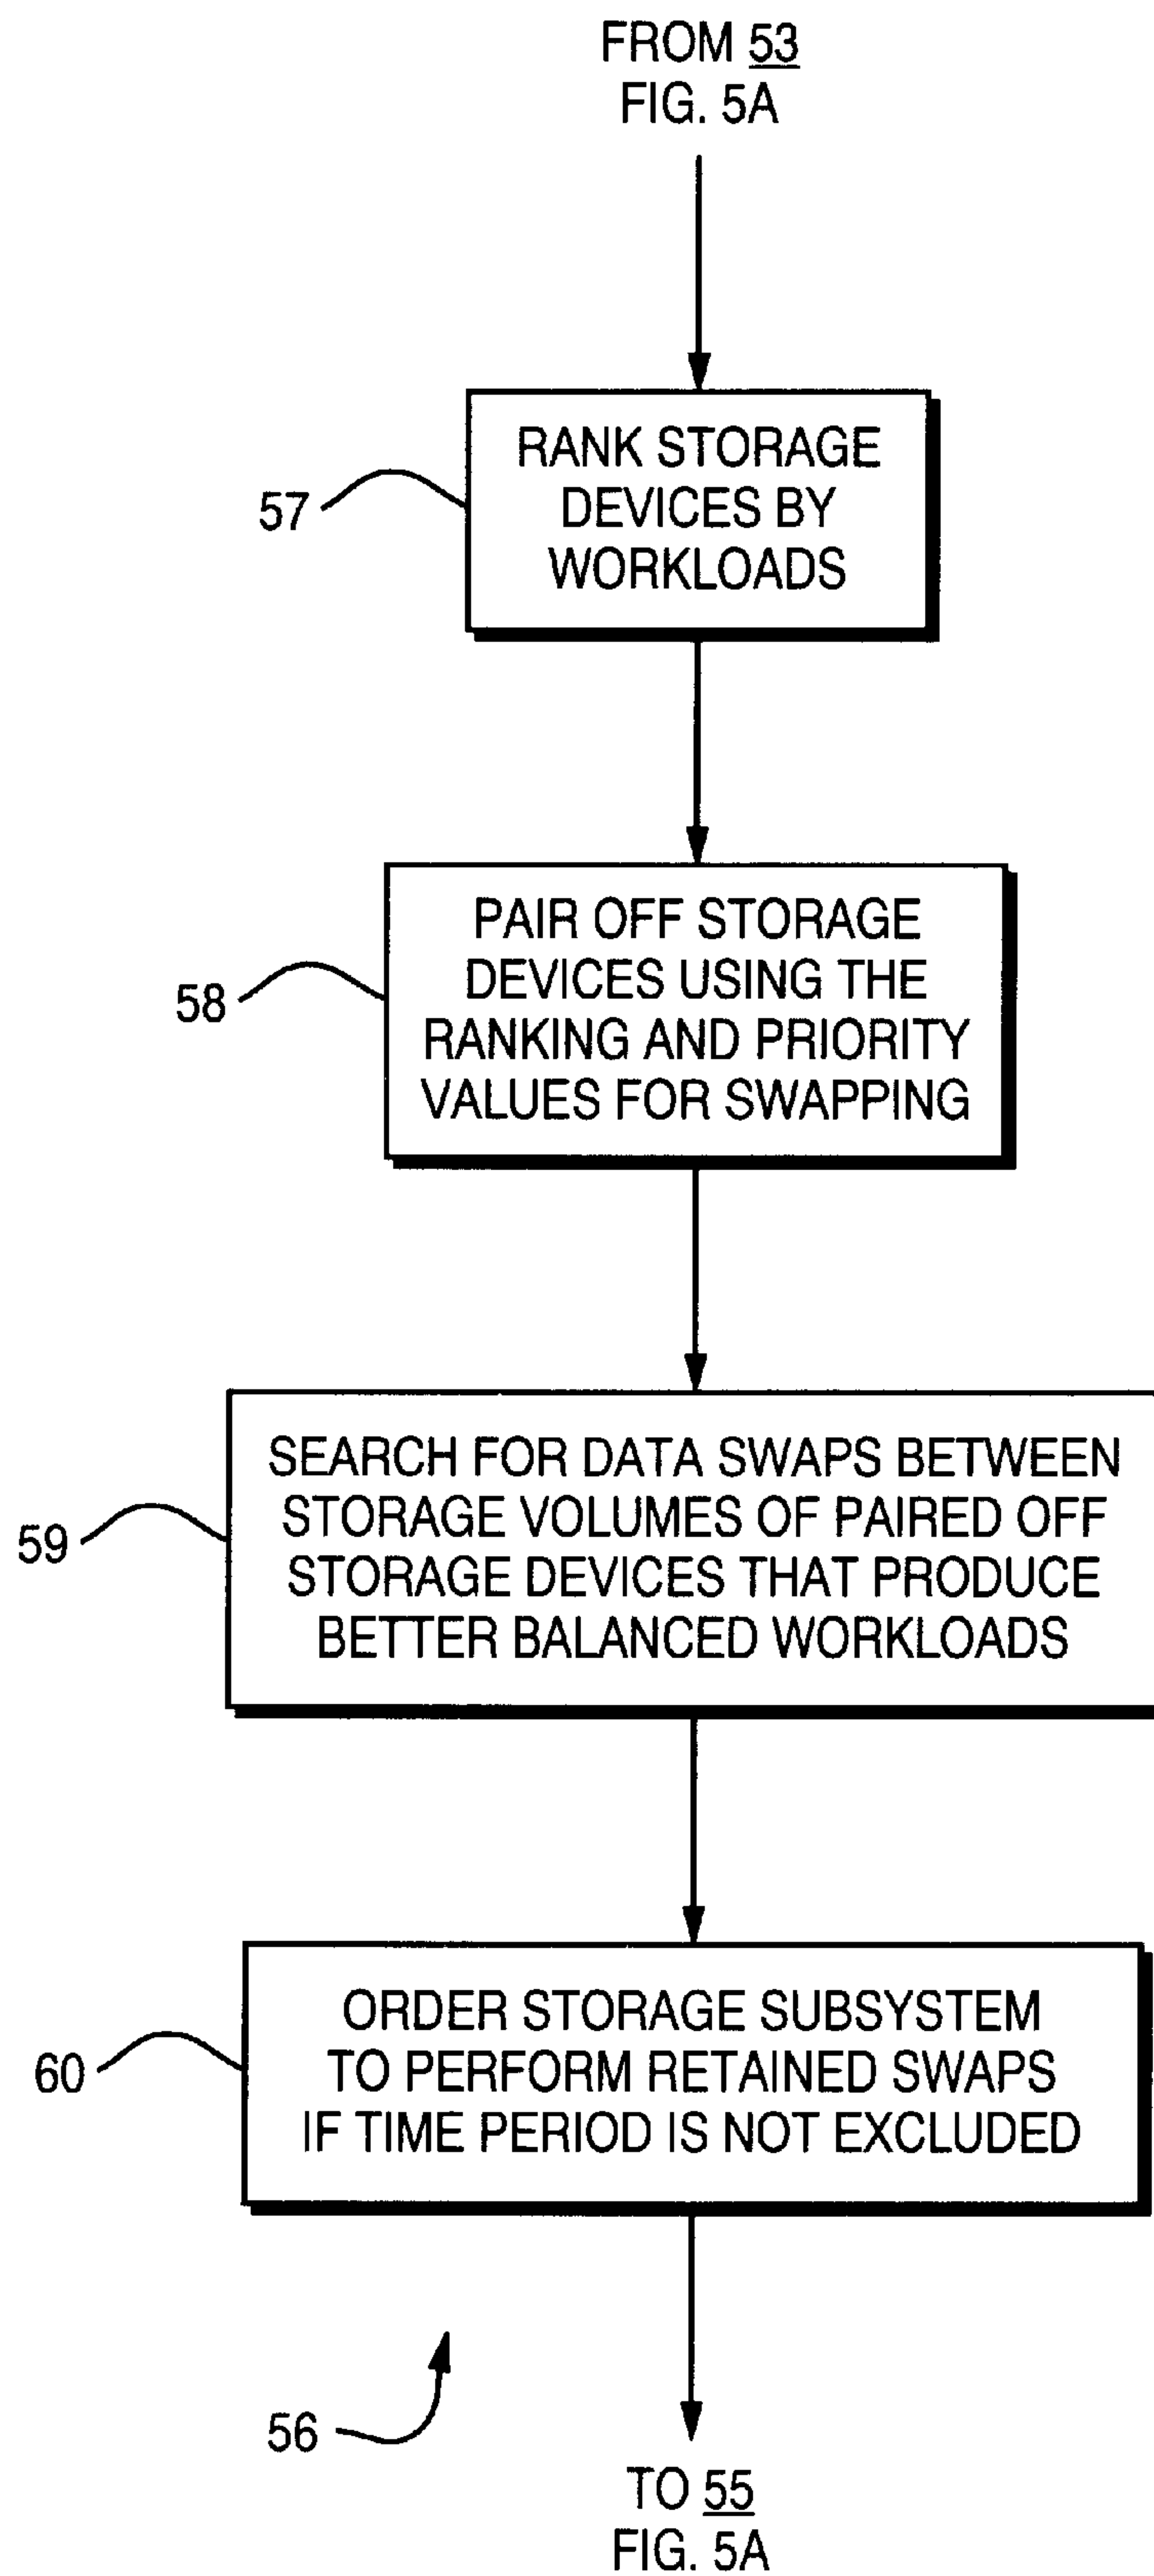 FROM 53
FIG. 5A
57
RANK STORAGE
DEVICES BY
WORKLOADS
58
PAIR OFF STORAGE
DEVICES USING THE
RANKING AND PRIORITY
VALUES FOR SWAPPING
59
SEARCH FOR DATA SWAPS BETWEEN
STORAGE VOLUMES OF PAIRED OFF
STORAGE DEVICES THAT PRODUCE
BETTER BALANCED WORKLOADS
60
ORDER STORAGE SUBSYSTEM
TO PERFORM RETAINED SWAPS
IF TIME PERIOD IS NOT EXCLUDED
56
TO 55
FIG. 5A